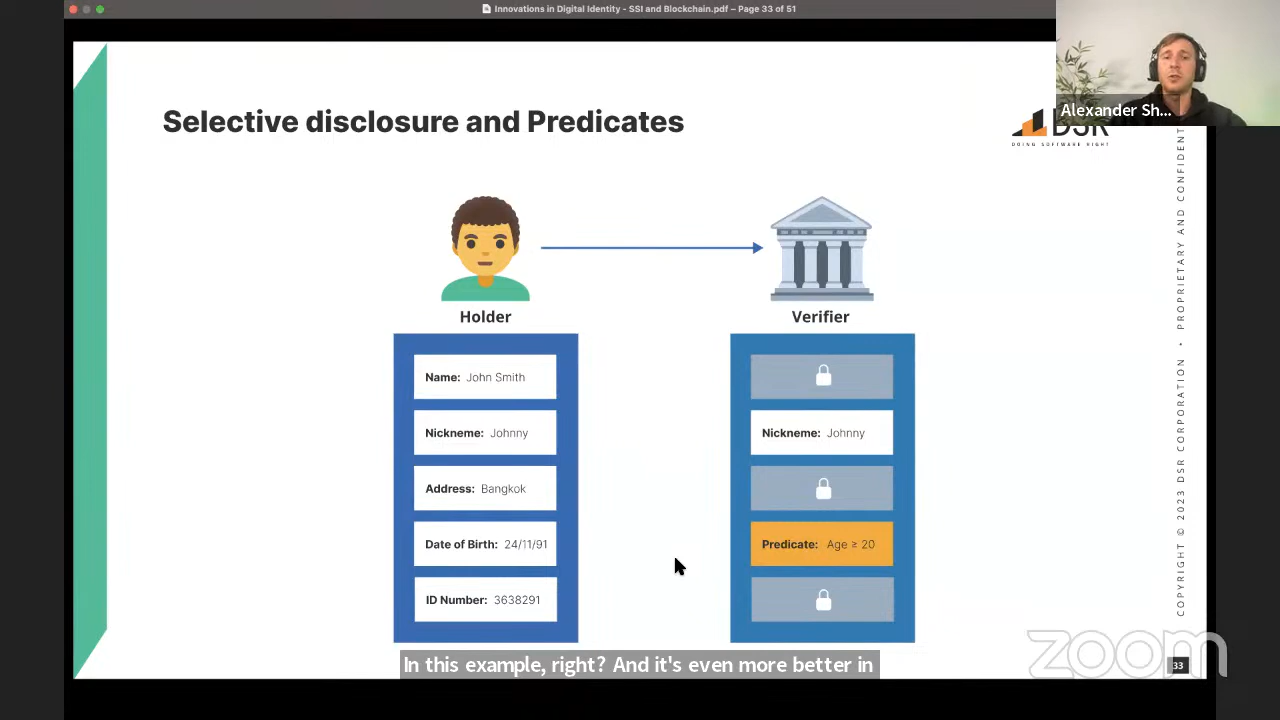 Innovations in Digital Identity - SSI and Blockchain.pdf – Page 33 of 51
Alexander Sh...
Selective disclosure and Predicates
DSR
DOING SOFTWARE RIGHT
COPYRIGHT © 2023 DSR CORPORATION • PROPRIETARY AND CONFIDENT
Holder
Verifier
Name: John Smith
Nickneme: Johnny
Nickneme: Johnny
Address: Bangkok
Date of Birth: 24/11/91
Predicate: Age ≥ 20
ID Number: 3638291
In this example, right? And it's even more better in
zoom
33